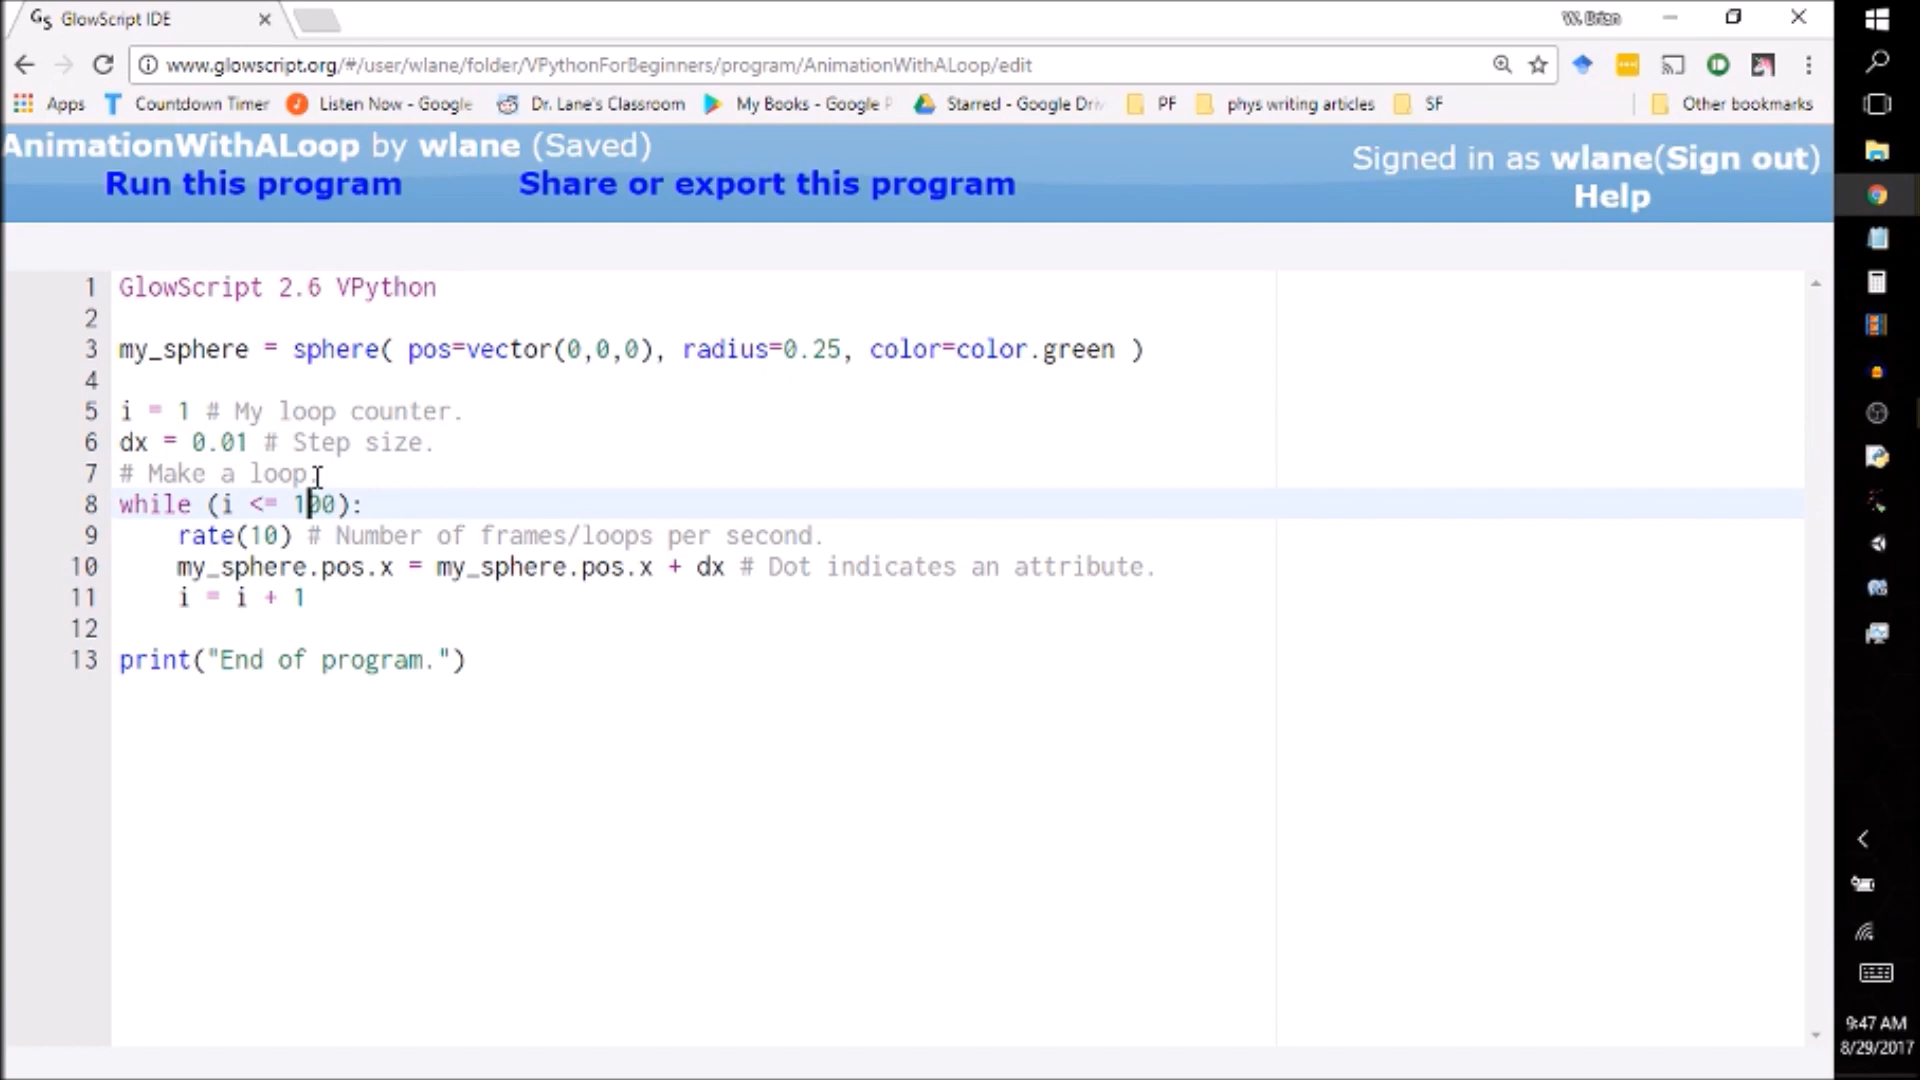 GlowScript IDE
W. Brian
www.glowscript.org/#/user/wlane/folder/VPythonForBeginners/program/AnimationWithALoop/edit
Apps Countdown Timer Listen Now - Google Dr. Lane's Classroom My Books - Google P Starred - Google Driv PF phys writing articles SF Other bookmarks
AnimationWithALoop by wlane (Saved)
Signed in as wlane(Sign out)
Run this program Share or export this program
Help
1 GlowScript 2.6 VPython
2
3 my_sphere = sphere( pos=vector(0,0,0), radius=0.25, color=color.green )
4
5 i = 1 # My loop counter.
6 dx = 0.01 # Step size.
7 # Make a loop.
8 while (i <= 100):
9 rate(10) # Number of frames/loops per second.
10 my_sphere.pos.x = my_sphere.pos.x + dx # Dot indicates an attribute.
11 i = i + 1
12
13 print("End of program.")
9:47 AM
8/29/2017